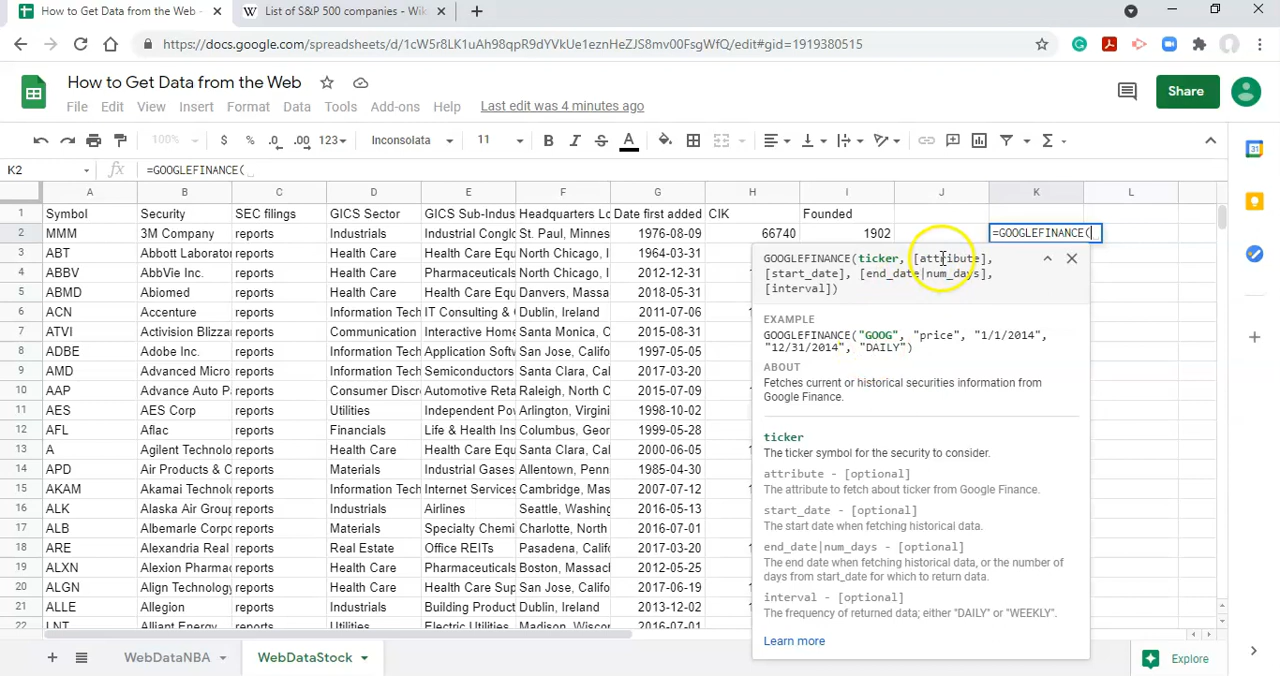 How to Get Data from the Web - List of S&P 500 companies - Wik
https://docs.google.com/spreadsheets/d/1cW5r8LK1uAh98qpR9dYVkUe1eznHeZJS8mv00FsgWfQ/edit#gid=1919380515
How to Get Data from the Web
File Edit View Insert Format Data Tools Add-ons Help Last edit was 4 minutes ago
Share
100% $ % .0 .00 123 Inconsolata 11 B I S A
K2 fx =GOOGLEFINANCE(
A B C D E F G H I J K L
1 Symbol Security SEC filings GICS Sector GICS Sub-Indus Headquarters Lo Date first added CIK Founded
2 MMM 3M Company reports Industrials Industrial Conglo St. Paul, Minnes 1976-08-09 66740 1902 =GOOGLEFINANCE(
3 ABT Abbott Laborat reports Health Care Health Care Equ North Chicago, I 1964-03-31
4 ABBV AbbVie Inc. reports Health Care Pharmaceuticals North Chicago, I 2012-12-31
5 ABMD Abiomed reports Health Care Health Care Equ Danvers, Massa 2018-05-31
6 ACN Accenture reports Information Tech IT Consulting & Dublin, Ireland 2011-07-06
7 ATVI Activision Blizza reports Communication Interactive Home Santa Monica, C 2015-08-31
8 ADBE Adobe Inc. reports Information Tech Application Softw San Jose, Califo 1997-05-05
9 AMD Advanced Micro reports Information Tech Semiconductors Santa Clara, Cal 2017-03-20
10 AAP Advance Auto P reports Consumer Discr Automotive Reta Raleigh, North C 2015-07-09
11 AES AES Corp reports Utilities Independent Pow Arlington, Virgini 1998-10-02
12 AFL Aflac reports Financials Life & Health Ins Columbus, Geor 1999-05-28
13 A Agilent Technolo reports Health Care Health Care Equ Santa Clara, Cal 2000-06-05
14 APD Air Products & C reports Materials Industrial Gases Allentown, Penn 1985-04-30
15 AKAM Akamai Technol reports Information Tech Internet Services Cambridge, Mas 2007-07-12
16 ALK Alaska Air Group reports Industrials Airlines Seattle, Washing 2016-05-13
17 ALB Albemarle Corpo reports Materials Specialty Chemi Charlotte, North 2016-07-01
18 ARE Alexandria Real reports Real Estate Office REITs Pasadena, Califo 2017-03-20
19 ALXN Alexion Pharmac reports Health Care Pharmaceuticals Boston, Massach 2012-05-25
20 ALGN Align Technology reports Health Care Health Care Sup San Jose, Califo 2017-06-19
21 ALLE Allegion reports Industrials Building Product Dublin, Ireland 2013-12-02
22 LNT Alliant Energy reports Utilities Electric Utilities Madison, Wiscon 2016-07-01
GOOGLEFINANCE(ticker, [attribute],
[start_date], [end_date|num_days],
[interval])
EXAMPLE
GOOGLEFINANCE("GOOG", "price", "1/1/2014",
"12/31/2014", "DAILY")
ABOUT
Fetches current or historical securities information from
Google Finance.
ticker
The ticker symbol for the security to consider.
attribute - [optional]
The attribute to fetch about ticker from Google Finance.
start_date - [optional]
The start date when fetching historical data.
end_date|num_days - [optional]
The end date when fetching historical data, or the number of
days from start_date for which to return data.
interval - [optional]
The frequency of returned data; either "DAILY" or "WEEKLY".
Learn more
WebDataNBA WebDataStock Explore